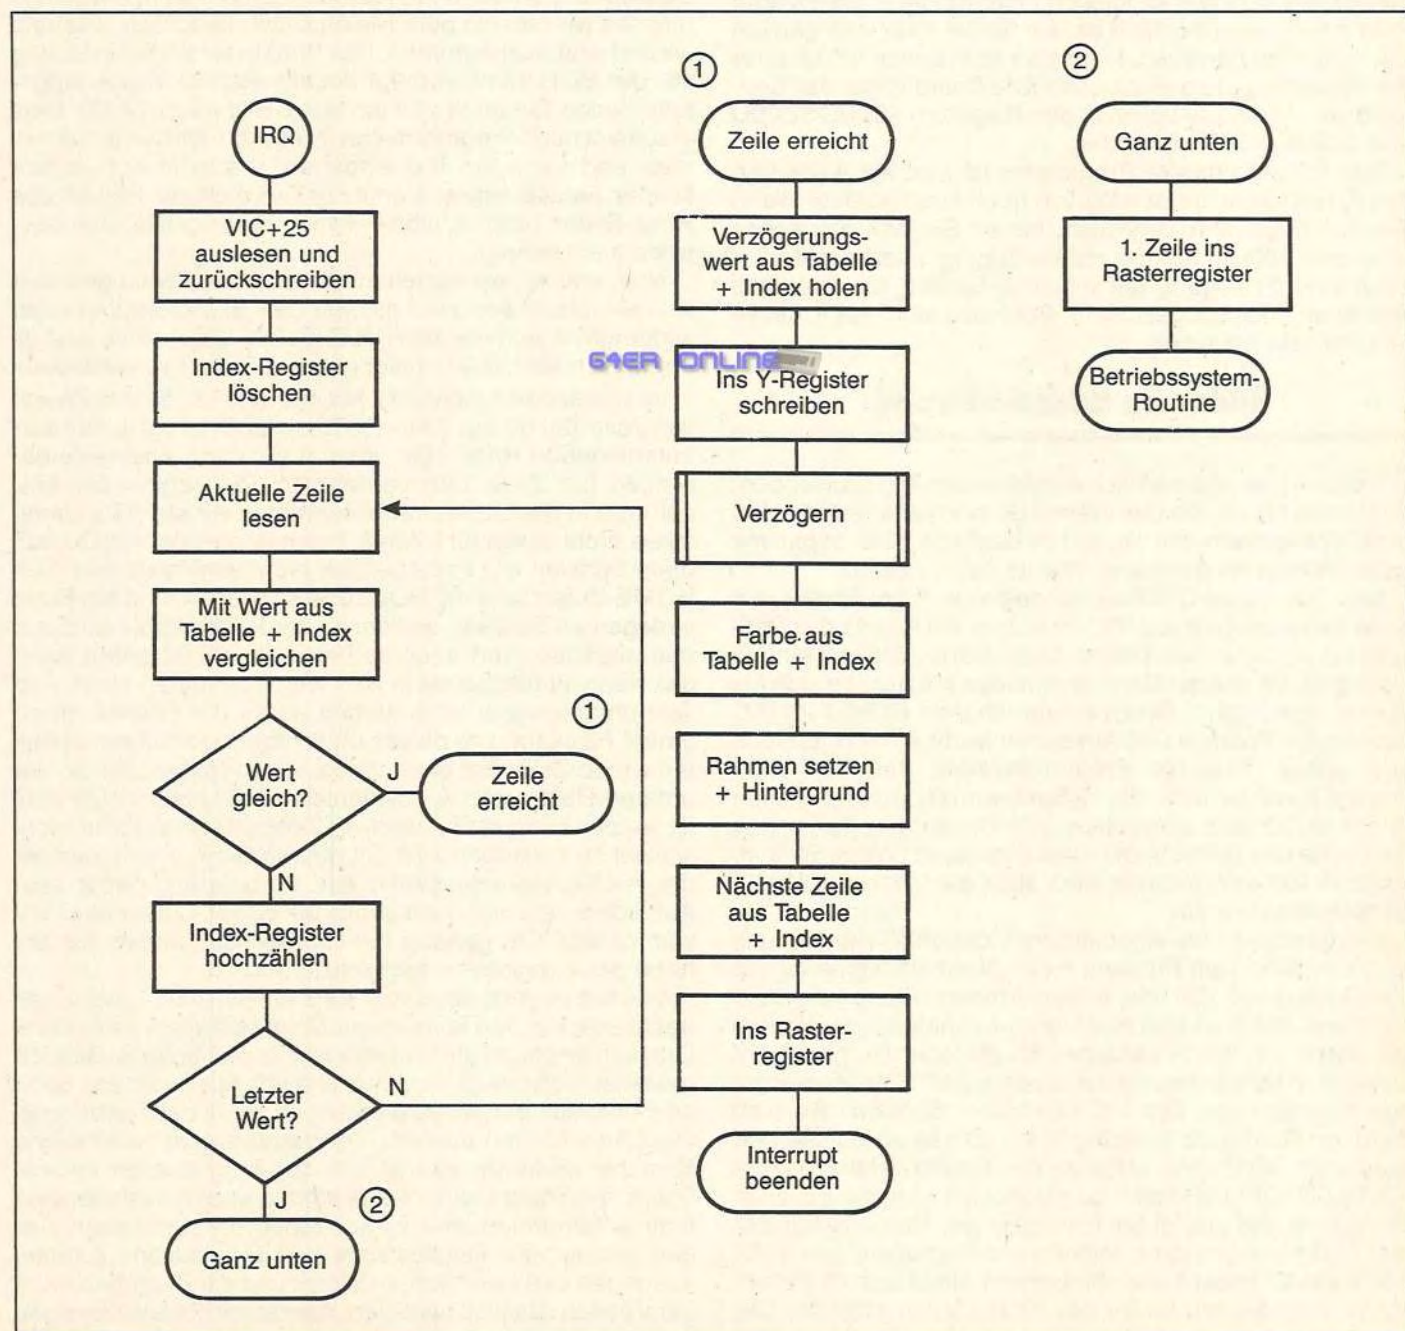 IRQ
VIC+25
auslesen und
zurückschreiben
Index-Register
löschen
Aktuelle Zeile
lesen
Mit Wert aus
Tabelle + Index
vergleichen
Wert
gleich?
J
N
1
Zeile
erreicht
Index-Register
hochzählen
Letzter
Wert?
N
J
2
Ganz unten
1
Zeile erreicht
Verzögerungs-
wert aus Tabelle
+ Index holen
64ER ONLINE
Ins Y-Register
schreiben
Verzögern
Farbe aus
Tabelle + Index
Rahmen setzen
+ Hintergrund
Nächste Zeile
aus Tabelle
+ Index
Ins Raster-
register
Interrupt
beenden
2
Ganz unten
1. Zeile ins
Rasterregister
Betriebssystem-
Routine